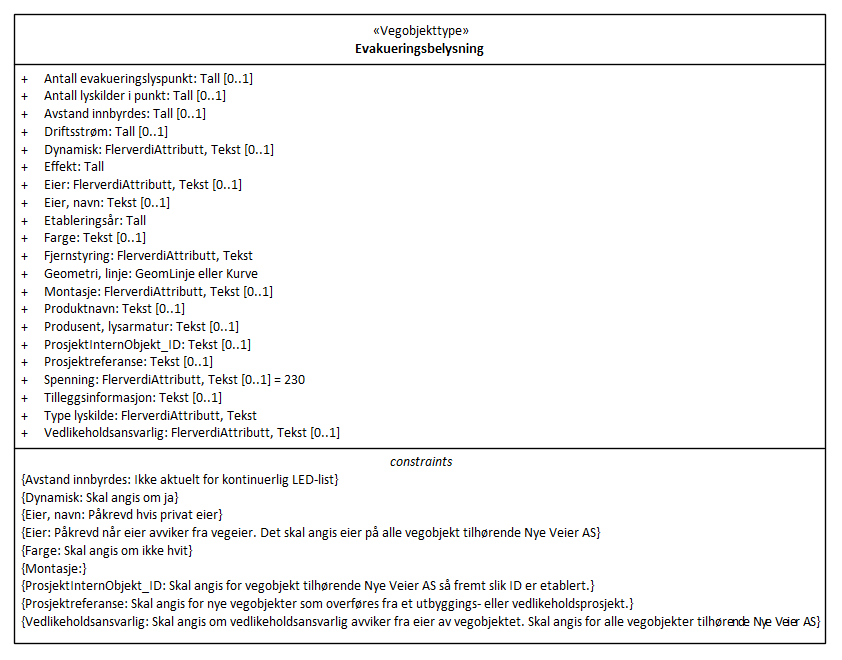 «Vegobjekttype»
Evakueringsbelysning
+ Antall evakueringslyspunkt: Tall [0..1]
+ Antall lyskilder i punkt: Tall [0..1]
+ Avstand innbyrdes: Tall [0..1]
+ Driftsstrøm: Tall [0..1]
+ Dynamisk: FlerverdiAttributt, Tekst [0..1]
+ Effekt: Tall
+ Eier: FlerverdiAttributt, Tekst [0..1]
+ Eier, navn: Tekst [0..1]
+ Etableringsår: Tall
+ Farge: Tekst [0..1]
+ Fjernstyring: FlerverdiAttributt, Tekst
+ Geometri, linje: GeomLinje eller Kurve
+ Montasje: FlerverdiAttributt, Tekst [0..1]
+ Produktnavn: Tekst [0..1]
+ Produsent, lysarmatur: Tekst [0..1]
+ ProsjektInternObjekt_ID: Tekst [0..1]
+ Prosjektreferanse: Tekst [0..1]
+ Spenning: FlerverdiAttributt, Tekst [0..1] = 230
+ Tilleggsinformasjon: Tekst [0..1]
+ Type lyskilde: FlerverdiAttributt, Tekst
+ Vedlikeholdsansvarlig: FlerverdiAttributt, Tekst [0..1]
constraints
{Avstand innbyrdes: Ikke aktuelt for kontinuerlig LED-list}
{Dynamisk: Skal angis om ja}
{Eier, navn: Påkrevd hvis privat eier}
{Eier: Påkrevd når eier avviker fra vegeier. Det skal angis eier på alle vegobjekt tilhørende Nye Veier AS}
{Farge: Skal angis om ikke hvit}
{Montasje:}
{ProsjektInternObjekt_ID: Skal angis for vegobjekt tilhørende Nye Veier AS så fremt slik ID er etablert.}
{Prosjektreferanse: Skal angis for nye vegobjekter som overføres fra et utbyggings- eller vedlikeholdsprosjekt.}
{Vedlikeholdsansvarlig: Skal angis om vedlikeholdsansvarlig avviker fra eier av vegobjektet. Skal angis for alle vegobjekter tilhørende Nye Veier AS}